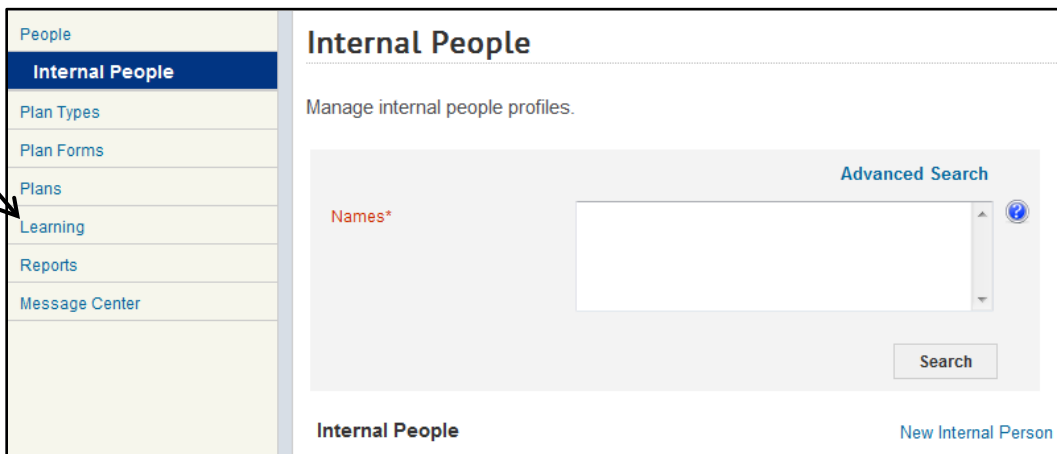 People
Internal People
Plan Types
Plan Forms
Plans
Learning
Reports
Message Center
Internal People
Manage internal people profiles.
Advanced Search
Names*
?
Search
Internal People
New Internal Person